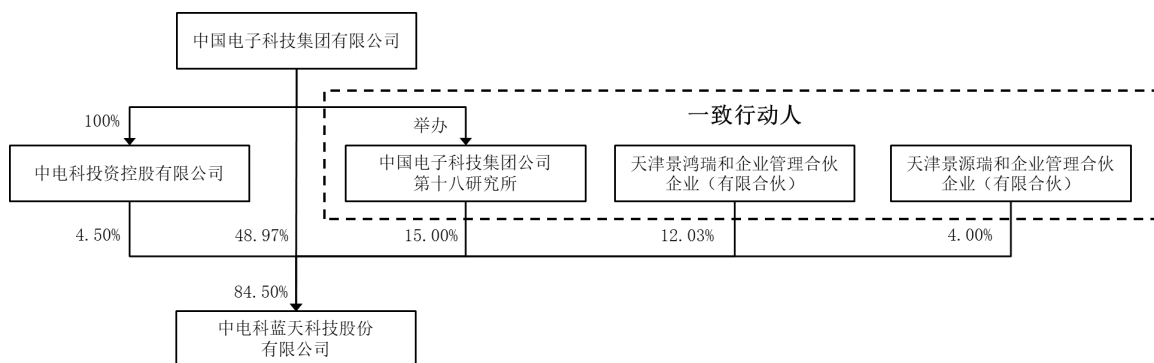 中国电子科技集团有限公司
一致行动人
100%
举办
中电科投资控股有限公司
中国电子科技集团公司
第十八研究所
天津景鸿瑞和企业管理合伙
企业（有限合伙）
天津景源瑞和企业管理合伙
企业（有限合伙）
4.50%
48.97%
15.00%
12.03%
4.00%
84.50%
中电科蓝天科技股份
有限公司